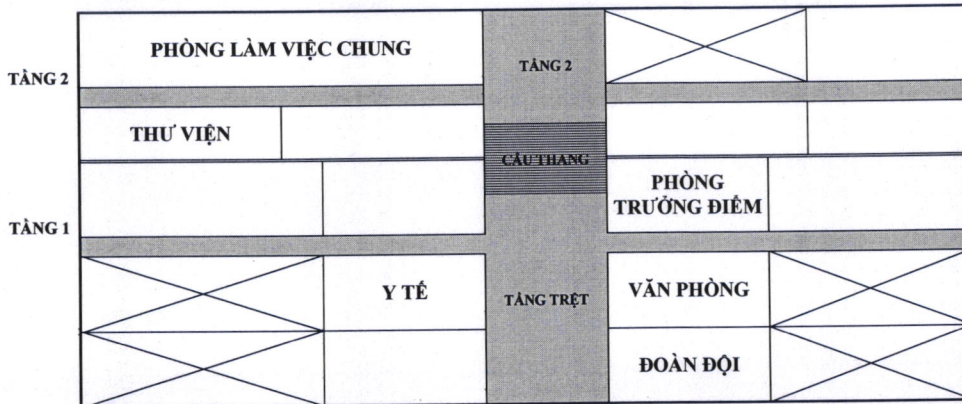 PHÒNG LÀM VIỆC CHUNG
TẦNG 2
TẦNG 2
THƯ VIỆN
CẦU THANG
PHÒNG
TRƯỞNG ĐIỂM
TẦNG 1
Y TẾ
TẦNG TRỆT
VĂN PHÒNG
ĐOÀN ĐỘI